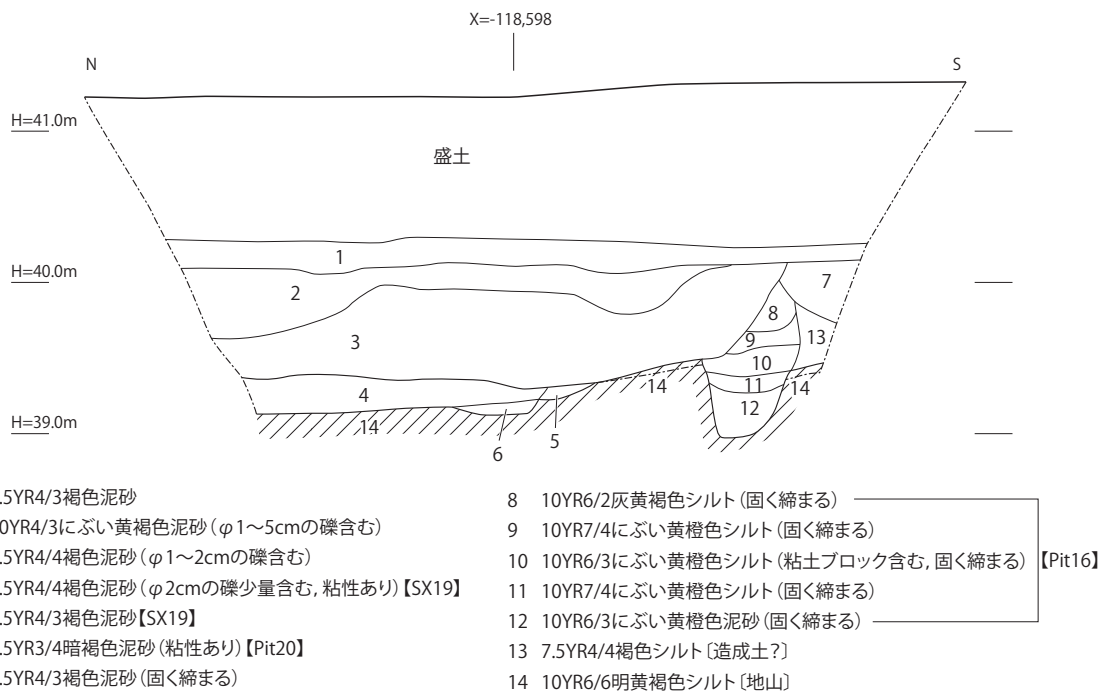 X=-118,598
N
S
H=41.0m
盛土
1
H=40.0m
2
7
8
3
9
13
10
14
11
14
4
12
H=39.0m
14
5
6
.5YR4/3褐色泥砂
0YR4/3にぶい黄褐色泥砂(φ1〜5cmの礫含む)
.5YR4/4褐色泥砂(φ1〜2cmの礫含む)
.5YR4/4褐色泥砂(φ2cmの礫少量含む, 粘性あり)【SX19】
.5YR4/3褐色泥砂【SX19】
.5YR3/4暗褐色泥砂(粘性あり)【Pit20】
.5YR4/3褐色泥砂(固く締まる)
8 10YR6/2灰黄褐色シルト(固く締まる)
9 10YR7/4にぶい黄橙色シルト(固く締まる)
10 10YR6/3にぶい黄橙色シルト(粘土ブロック含む, 固く締まる)【Pit16】
11 10YR7/4にぶい黄橙色シルト(固く締まる)
12 10YR6/3にぶい黄橙色泥砂(固く締まる)
13 7.5YR4/4褐色シルト〔造成土?〕
14 10YR6/6明黄褐色シルト〔地山〕